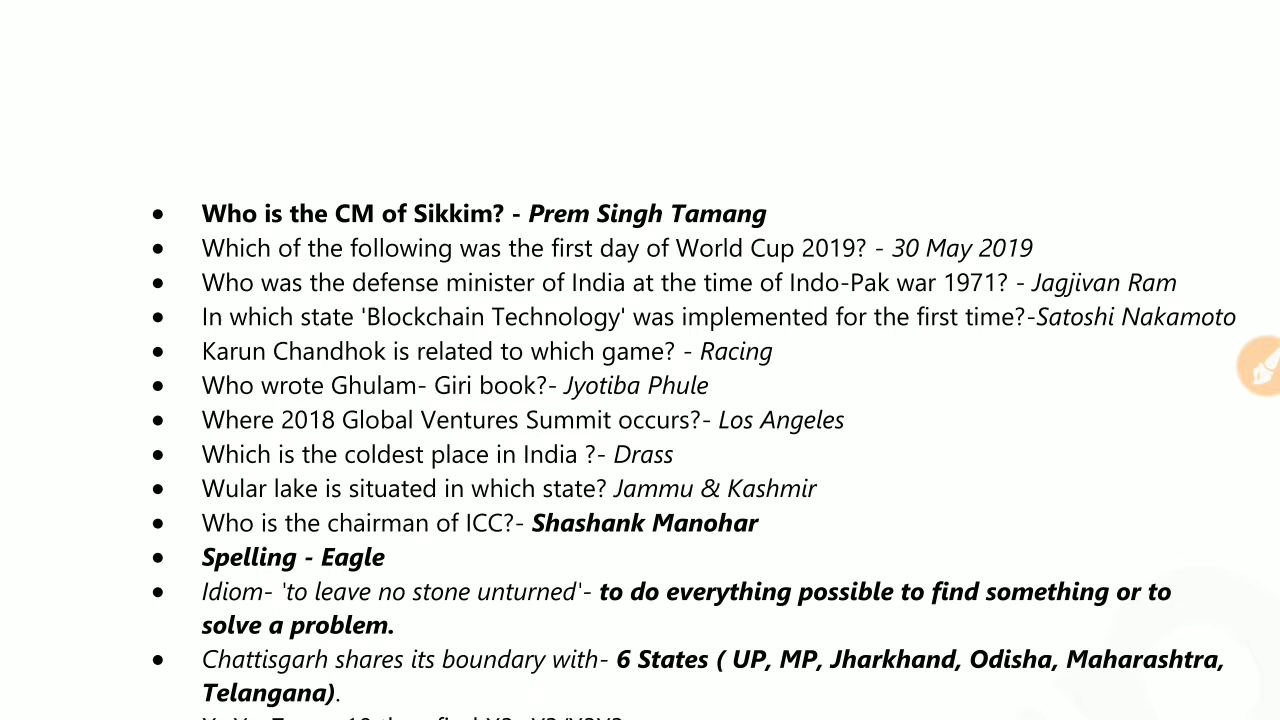 • Who is the CM of Sikkim? - Prem Singh Tamang
• Which of the following was the first day of World Cup 2019? - 30 May 2019
• Who was the defense minister of India at the time of Indo-Pak war 1971? - Jagjivan Ram
• In which state 'Blockchain Technology' was implemented for the first time?-Satoshi Nakamoto
• Karun Chandhok is related to which game? - Racing
• Who wrote Ghulam- Giri book?- Jyotiba Phule
• Where 2018 Global Ventures Summit occurs?- Los Angeles
• Which is the coldest place in India ?- Drass
• Wular lake is situated in which state? Jammu & Kashmir
• Who is the chairman of ICC?- Shashank Manohar
• Spelling - Eagle
• Idiom- 'to leave no stone unturned'- to do everything possible to find something or to
solve a problem.
• Chattisgarh shares its boundary with- 6 States ( UP, MP, Jharkhand, Odisha, Maharashtra,
Telangana).